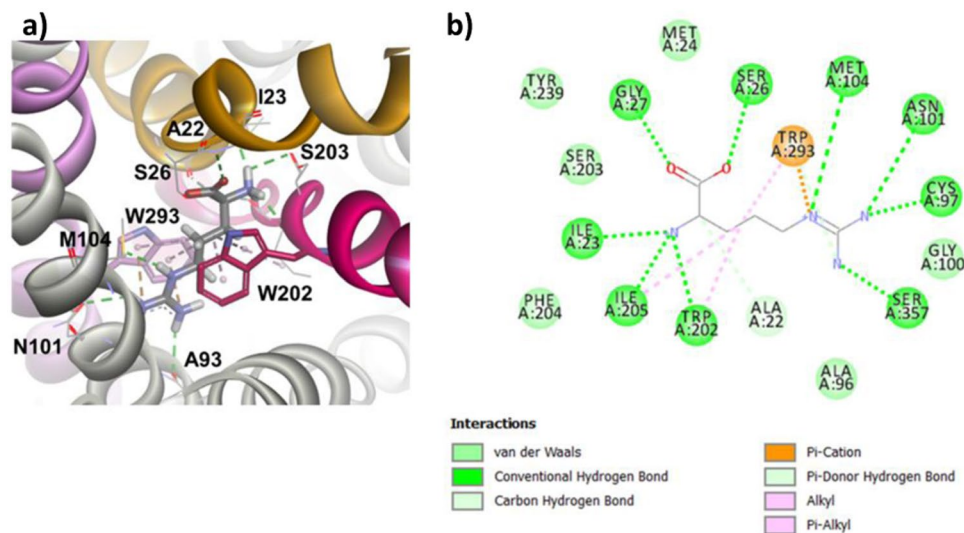 a)
I23
A22
S203
S26
W293
M104
W202
N101
A93
b)
MET
A:24
TYR
A:239
GLY
A:27
SER
A:26
MET
A:104
ASN
A:101
TRP
A:293
SER
A:203
CYS
A:97
ILE
A:23
GLY
A:100
PHE
A:204
ILE
A:205
TRP
A:202
ALA
A:22
SER
A:357
ALA
A:96
O
O
N
N
N
N
Interactions
van der Waals
Conventional Hydrogen Bond
Carbon Hydrogen Bond
Pi-Cation
Pi-Donor Hydrogen Bond
Alkyl
Pi-Alkyl